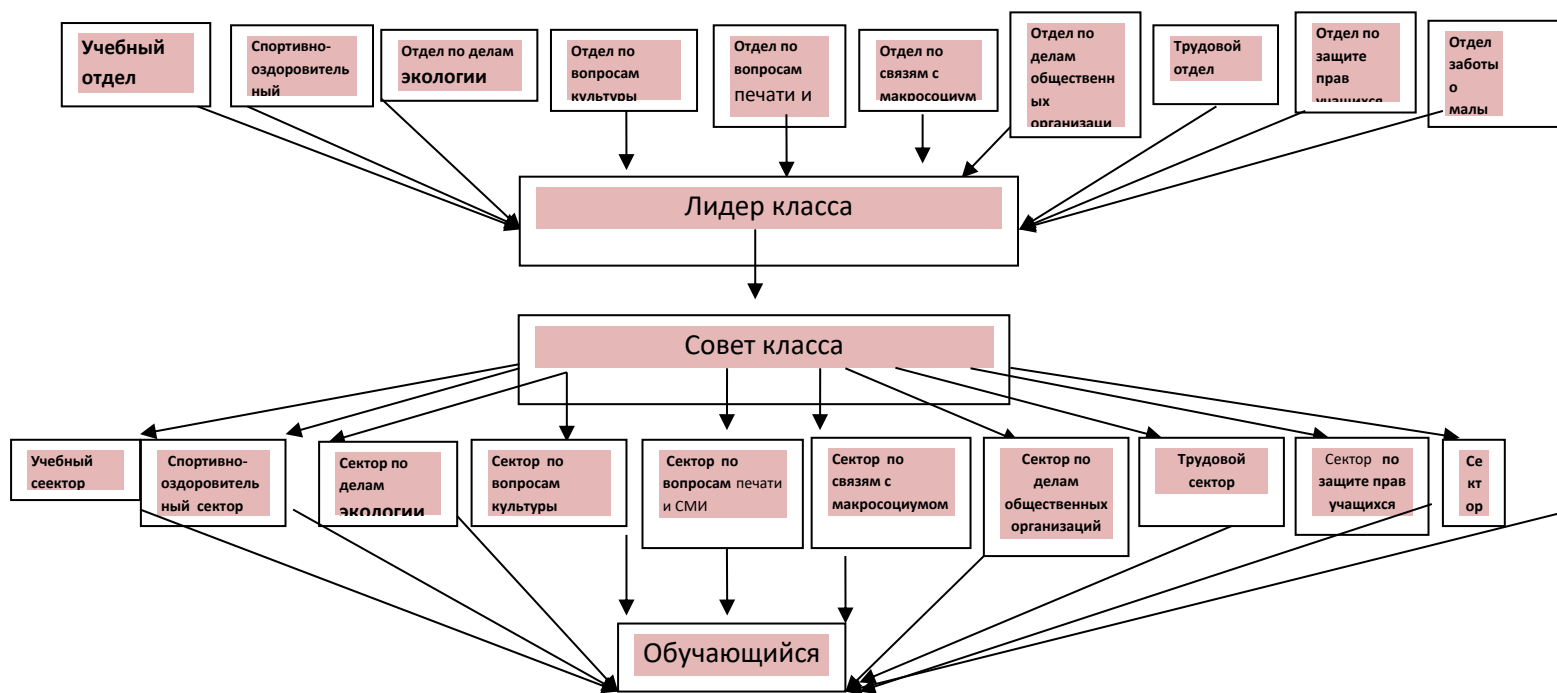 Учебный
отдел
Спортивно-
оздоровитель
ный
Отдел по делам
экологии
Отдел по
вопросам
культуры
Отдел по
вопросам
печати и
Отдел по
связям с
макросоциум
Отдел по
делам
общественн
ых
организаци
Трудовой
отдел
Отдел по
защите
прав
учащихся
Отдел
заботы
о
малы
Лидер класса
Совет класса
Учебный
сеектор
Спортивно-
оздоровитель
ный сектор
Сектор по
делам
экологии
Сектор по
вопросам
культуры
Сектор по
вопросам печати
и СМИ
Сектор по
связям с
макросоциумом
Сектор по
делам
общественных
организаций
Трудовой
сектор
Сектор по
защите прав
учащихся
Се
кт
ор
Обучающийся